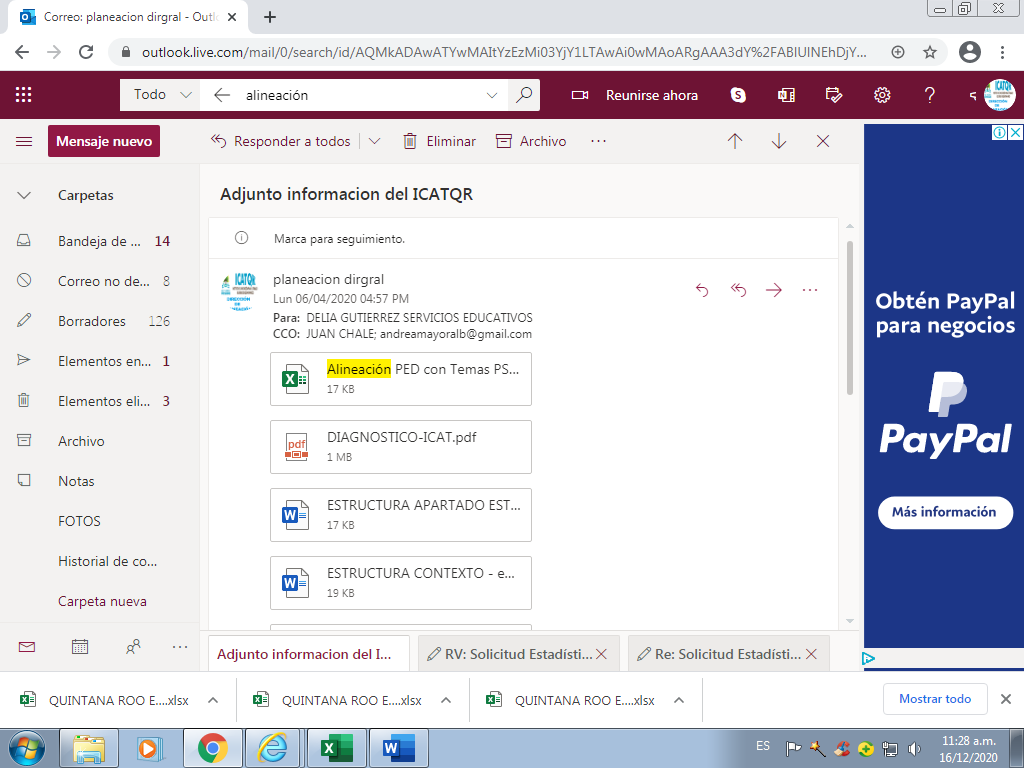 Correo: planeacion dirgral - Outl
outlook.live.com/mail/0/search/id/AQMkADAwATYwMAItYzEzMi03YjY1LTAwAi0wMAoARgAAA3dY%2FABIUlNEhDjY...
Todo
alineación
Reunirse ahora
Mensaje nuevo
Responder a todos
Eliminar
Archivo
Carpetas
Bandeja de ... 14
Correo no de... 8
Borradores 126
Elementos en... 1
Elementos eli... 3
Archivo
Notas
FOTOS
Historial de co...
Carpeta nueva
Adjunto informacion del ICATQR
Marca para seguimiento.
ICATQR
planeacion dirgral
Lun 06/04/2020 04:57 PM
Para: DELIA GUTIERREZ SERVICIOS EDUCATIVOS
CCO: JUAN CHALE; andreamayoralb@gmail.com
Alineación PED con Temas PS...
17 KB
DIAGNOSTICO-ICAT.pdf
1 MB
ESTRUCTURA APARTADO EST...
17 KB
ESTRUCTURA CONTEXTO - e...
19 KB
Adjunto informacion del I...
RV: Solicitud Estadísti...
Re: Solicitud Estadísti...
Obtén PayPal
para negocios
PayPal
Más información
QUINTANA ROO E....xlsx
QUINTANA ROO E....xlsx
QUINTANA ROO E....xlsx
Mostrar todo
ES
11:28 a.m.
16/12/2020